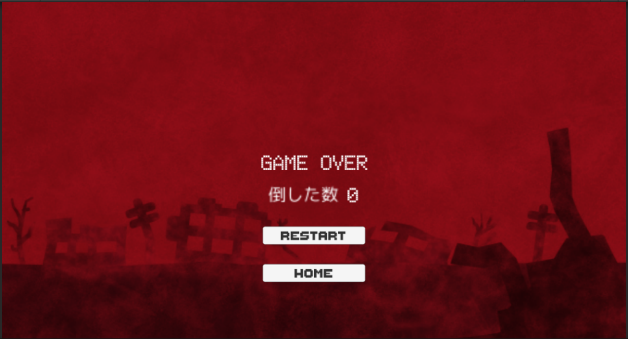 GAME OVER
倒した数 0
RESTART
HOME